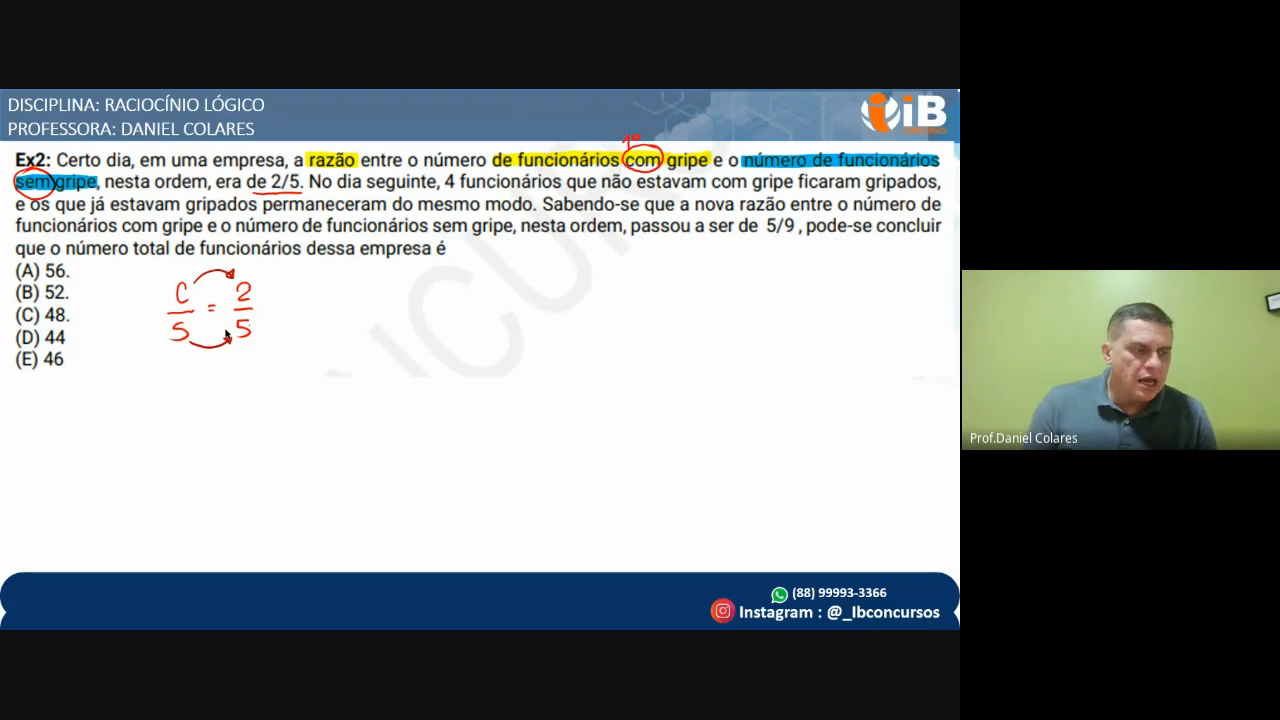 DISCIPLINA: RACIOCÍNIO LÓGICO
PROFESSORA: DANIEL COLARES
iB
1º
Ex2: Certo dia, em uma empresa, a razão entre o número de funcionários com gripe e o número de funcionários
sem gripe, nesta ordem, era de 2/5. No dia seguinte, 4 funcionários que não estavam com gripe ficaram gripados,
e os que já estavam gripados permaneceram do mesmo modo. Sabendo-se que a nova razão entre o número de
funcionários com gripe e o número de funcionários sem gripe, nesta ordem, passou a ser de 5/9 , pode-se concluir
que o número total de funcionários dessa empresa é
(A) 56.
(B) 52.
(C) 48.
(D) 44
(E) 46
C/S = 2/5
Prof.Daniel Colares
(88) 99993-3366
Instagram : @_Ibconcursos